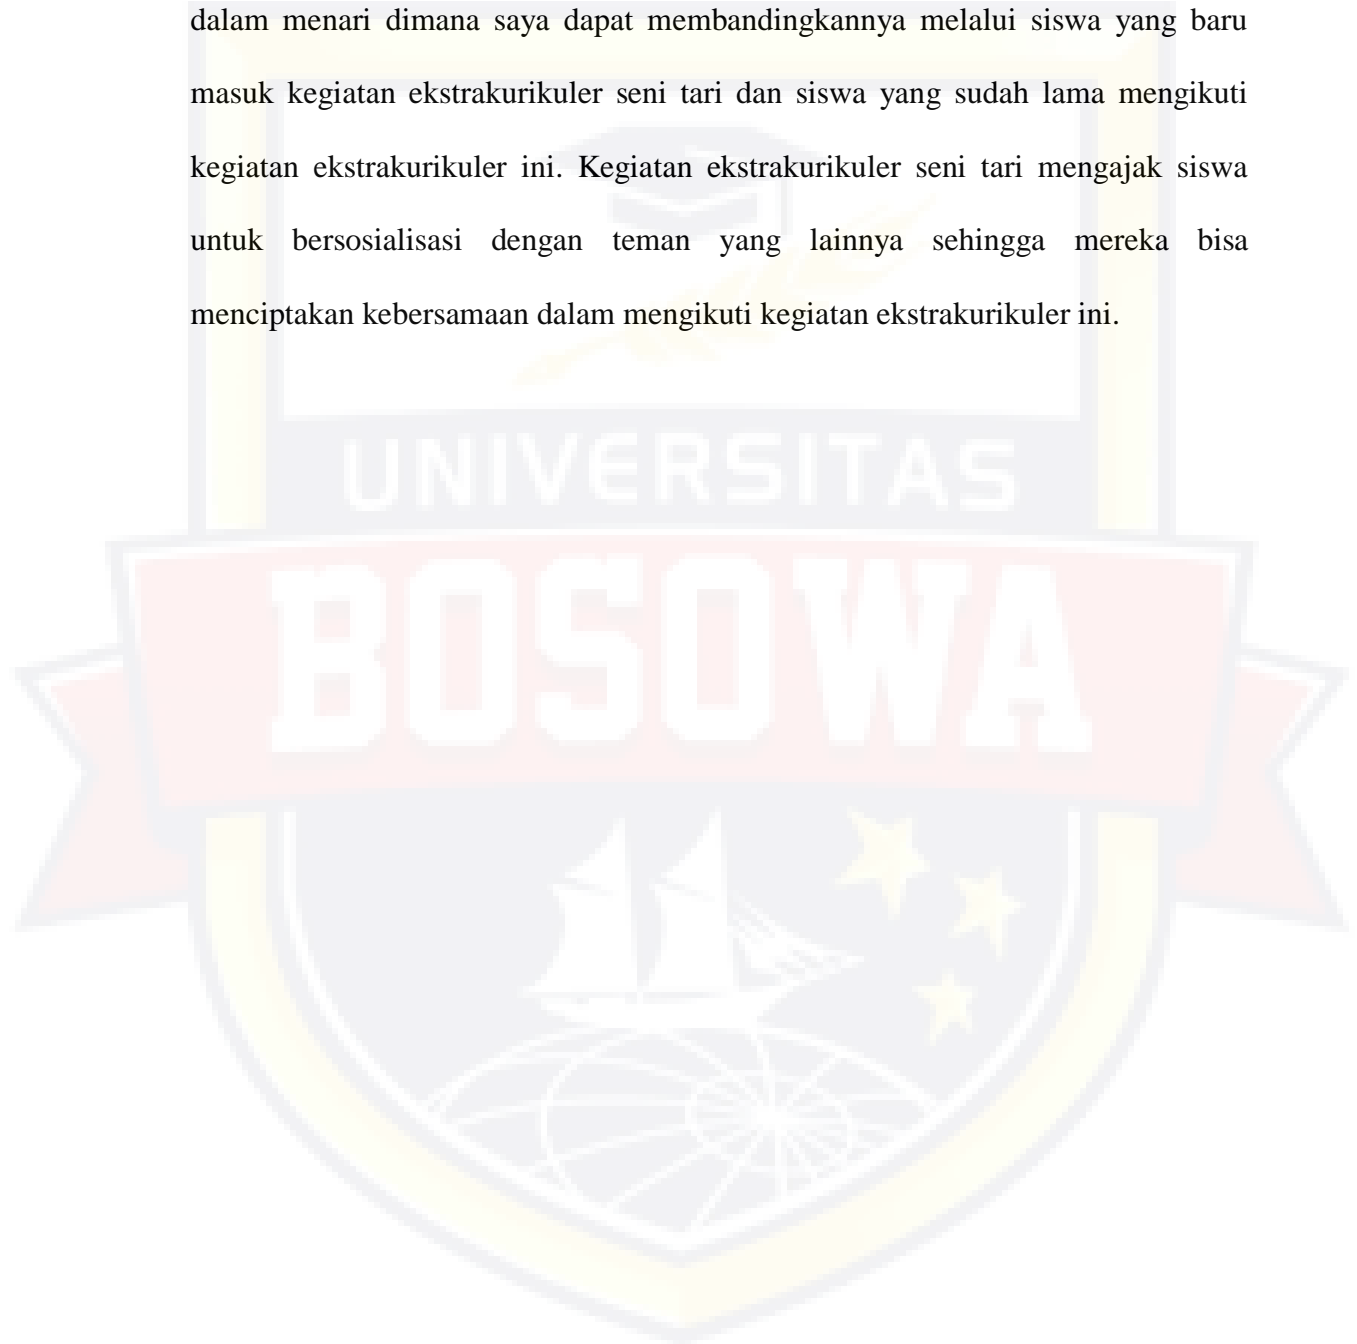 dalam menari dimana saya dapat membandingkannya melalui siswa yang baru
masuk kegiatan ekstrakurikuler seni tari dan siswa yang sudah lama mengikuti
kegiatan ekstrakurikuler ini. Kegiatan ekstrakurikuler seni tari mengajak siswa
untuk bersosialisasi dengan teman yang lainnya sehingga mereka bisa
menciptakan kebersamaan dalam mengikuti kegiatan ekstrakurikuler ini.
UNIVERSITAS
BOSOWA